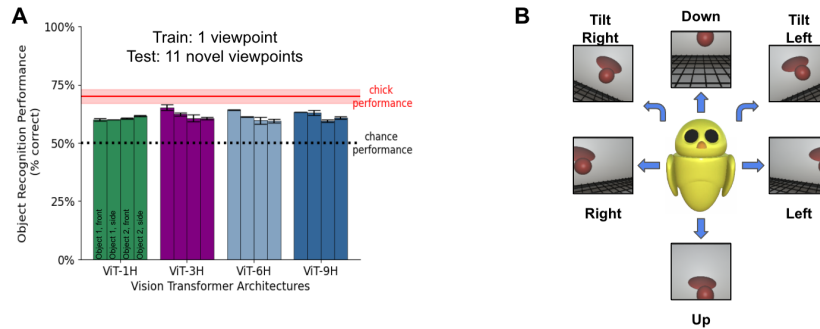 A
Train: 1 viewpoint
Test: 11 novel viewpoints
100%
75%
50%
25%
0%
Object Recognition Performance
(% correct)
chick
performance
chance
performance
Object 1, front
Object 1, side
Object 2, front
Object 2, side
ViT-1H
ViT-3H
ViT-6H
ViT-9H
Vision Transformer Architectures
B
Tilt
Right
Down
Tilt
Left
Right
Left
Up